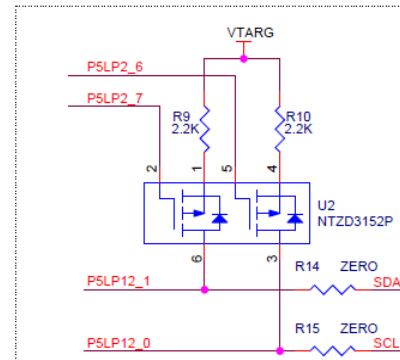 VTARG
P5LP2_6
P5LP2_7
R9
2.2K
R10
2.2K
2
1
5
4
U2
NTZD3152P
6
3
R14 ZERO
P5LP12_1
SDA
R15 ZERO
P5LP12_0
SCL